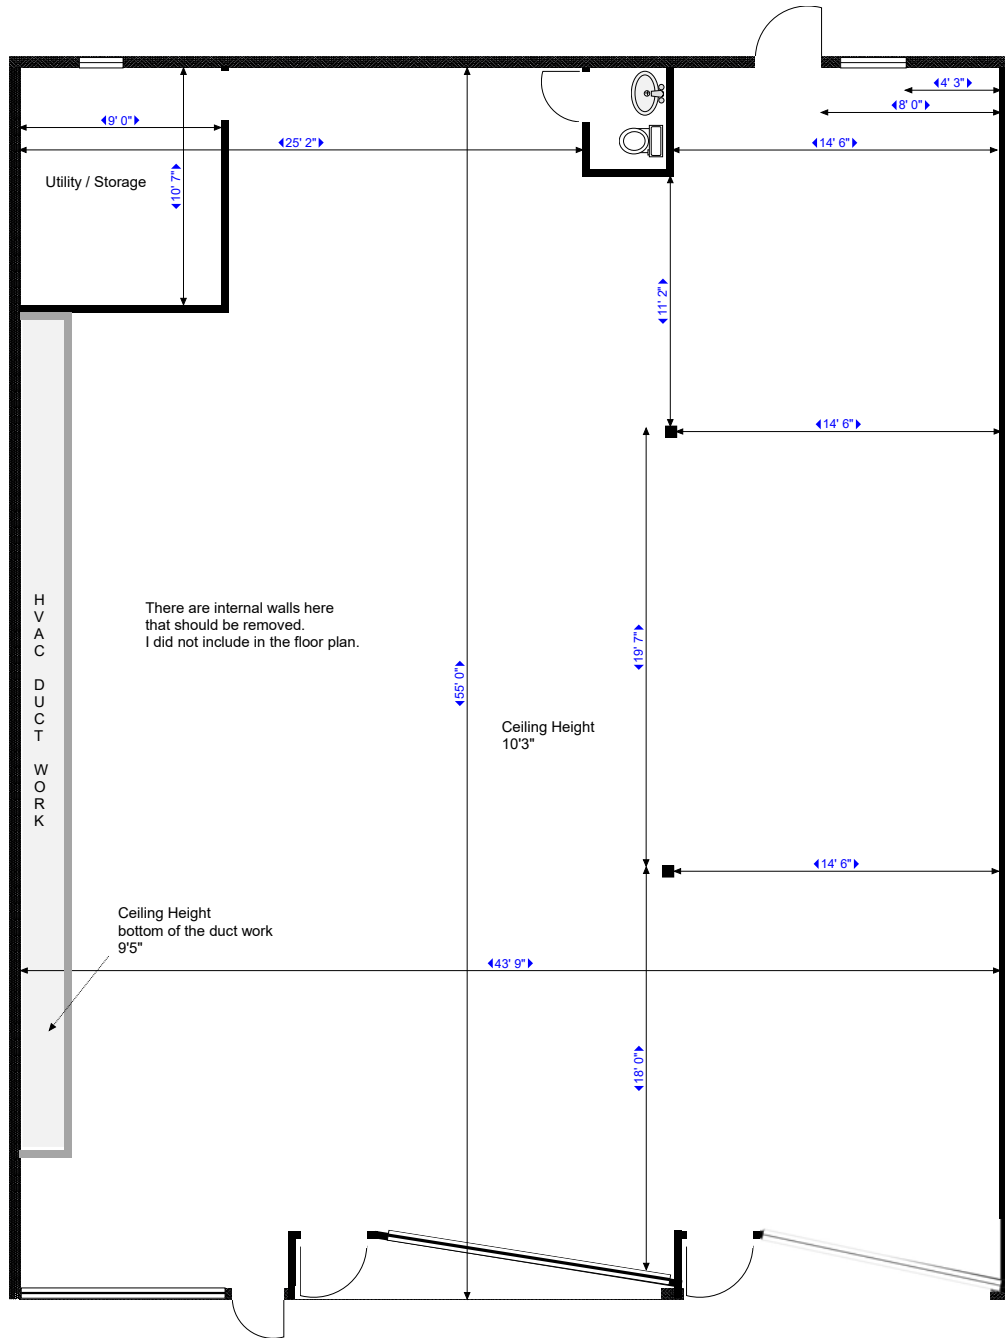 4' 3"
8' 0"
9' 0"
25' 2"
14' 6"
10' 7"
Utility / Storage
11' 2"
14' 6"
HVAC DUCT WORK
There are internal walls here
that should be removed.
I did not include in the floor plan.
19' 7"
55' 0"
Ceiling Height
10'3"
14' 6"
Ceiling Height
bottom of the duct work
9'5"
43' 9"
18' 0"